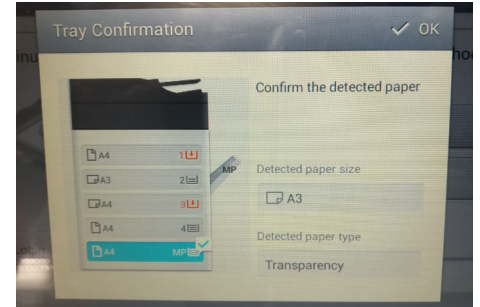 Tray Confirmation
OK
Confirm the detected paper
A4 1
A3 2
MP
A4 3
A4 4
A4 MP
Detected paper size
A3
Detected paper type
Transparency